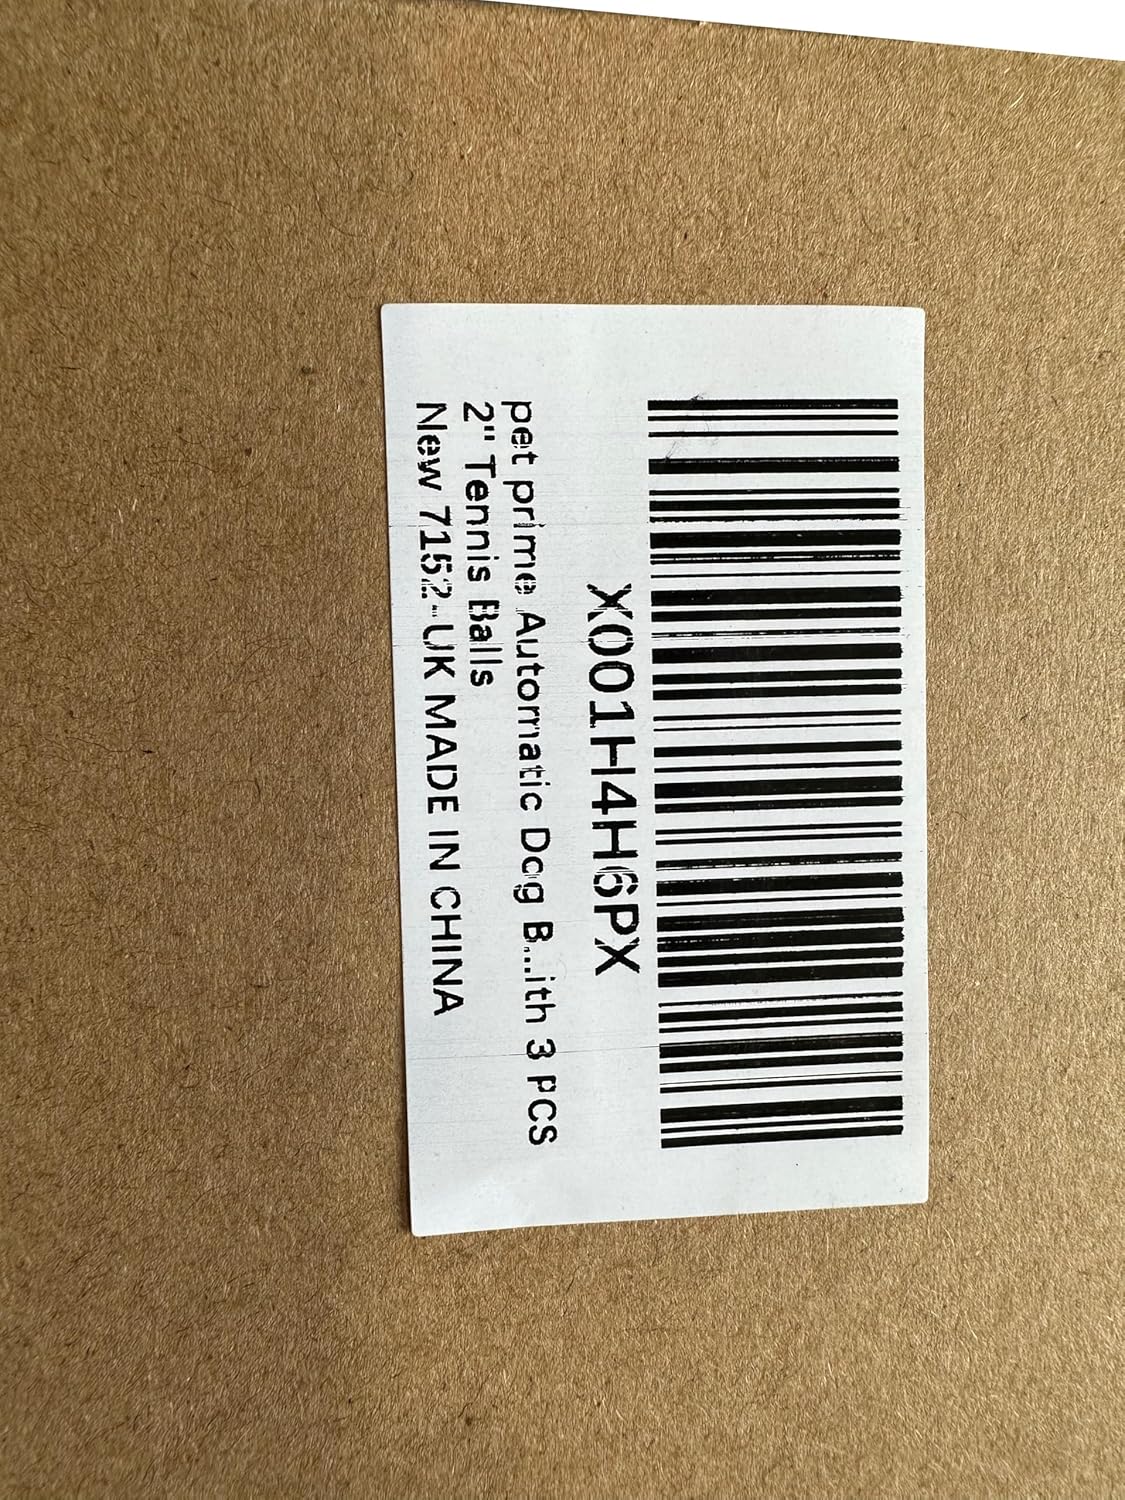 X001H4H6PX
pet prime Automatic Dog B...ith 3 PCS
2" Tennis Balls
New 7152-UK MADE IN CHINA